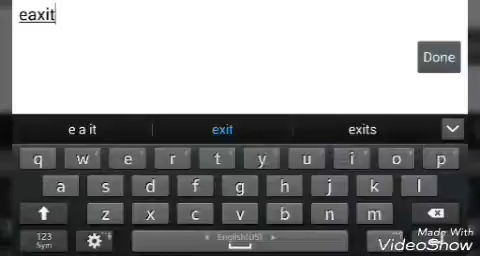 eaxit
Done
e a it exit exits
q w e r t y u i o p
a s d f g h j k l
z x c v b n m
123
Sym English(US)
Made With
VideoShow